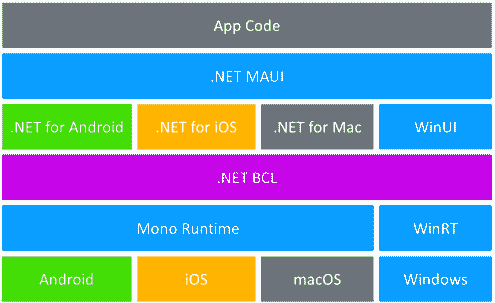 App Code
.NET MAUI
.NET for Android .NET for iOS .NET for Mac WinUI
.NET BCL
Mono Runtime WinRT
Android iOS macOS Windows